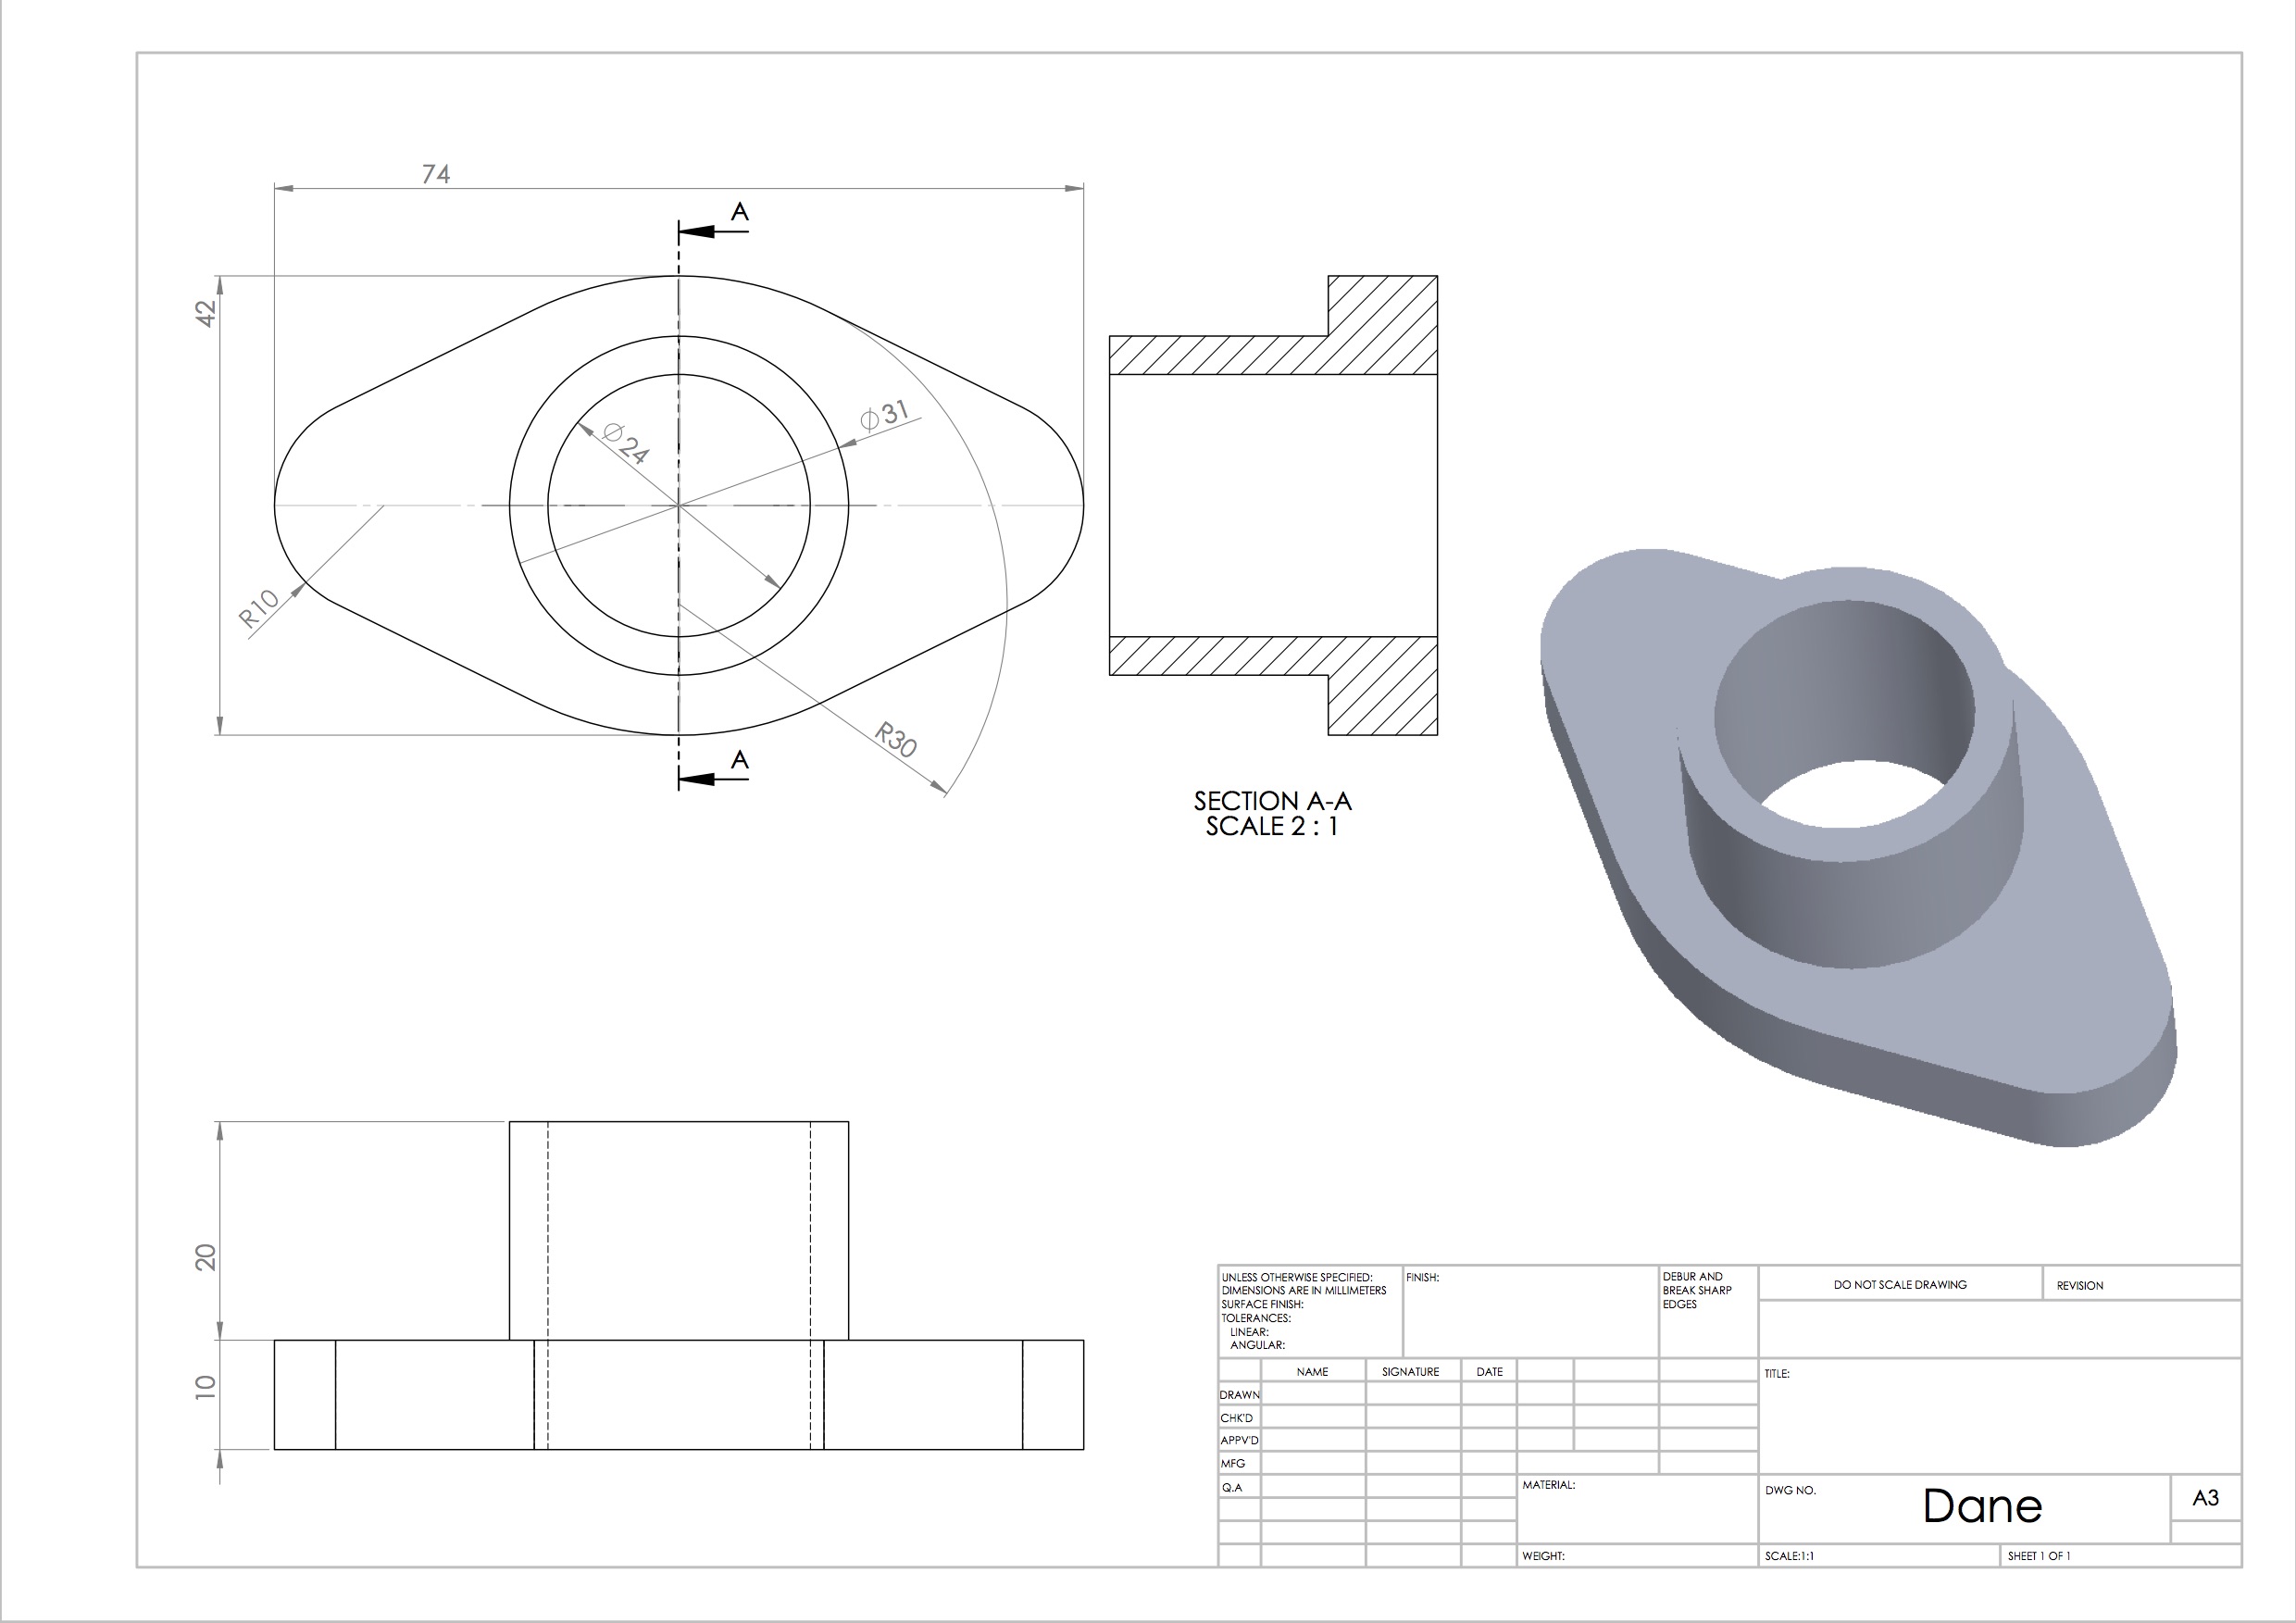 74
A
42
⌀31
⌀24
R10
R30
A
SECTION A-A
SCALE 2 : 1
20
10
UNLESS OTHERWISE SPECIFIED:
DIMENSIONS ARE IN MILLIMETERS
SURFACE FINISH:
TOLERANCES:
LINEAR:
ANGULAR:
FINISH:
DEBUR AND
BREAK SHARP
EDGES
DO NOT SCALE DRAWING
REVISION
NAME
SIGNATURE
DATE
TITLE:
DRAWN
CHK'D
APPV'D
MFG
Q.A
MATERIAL:
DWG NO.
Dane
A3
WEIGHT:
SCALE:1:1
SHEET 1 OF 1